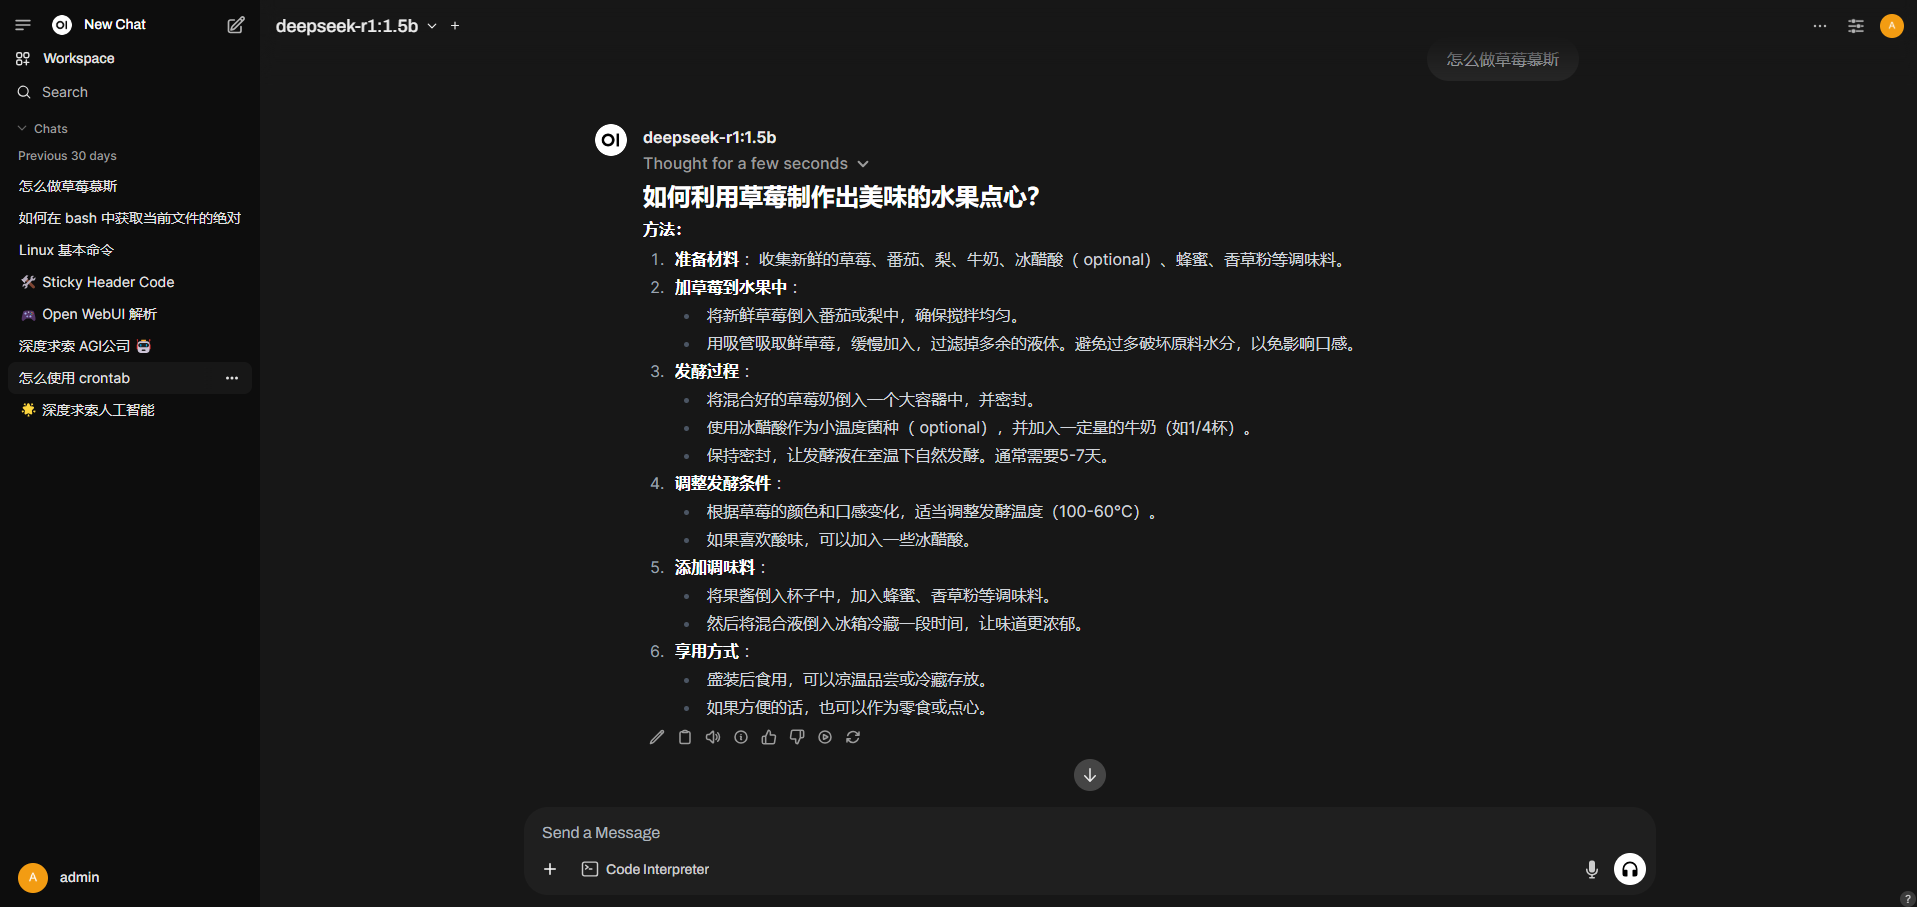 OI New Chat
Workspace
Search
Chats
Previous 30 days
怎么做草莓慕斯
如何在 bash 中获取当前文件的绝对
Linux 基本命令
🛠️ Sticky Header Code
🎮 Open WebUI 解析
深度求索 AGI公司 🤖
怎么使用 crontab
🌟 深度求索人工智能
A admin
deepseek-r1:1.5b
A
怎么做草莓慕斯
OI deepseek-r1:1.5b
Thought for a few seconds
如何利用草莓制作出美味的水果点心？
方法：
1. 准备材料： 收集新鲜的草莓、番茄、梨、牛奶、冰醋酸（ optional）、蜂蜜、香草粉等调味料。
2. 加草莓到水果中：
• 将新鲜草莓倒入番茄或梨中，确保搅拌均匀。
• 用吸管吸取鲜草莓，缓慢加入，过滤掉多余的液体。避免过多破坏原料水分，以免影响口感。
3. 发酵过程：
• 将混合好的草莓奶倒入一个大容器中，并密封。
• 使用冰醋酸作为小温度菌种（ optional），并加入一定量的牛奶（如1/4杯）。
• 保持密封，让发酵液在室温下自然发酵。通常需要5-7天。
4. 调整发酵条件：
• 根据草莓的颜色和口感变化，适当调整发酵温度（100-60°C）。
• 如果喜欢酸味，可以加入一些冰醋酸。
5. 添加调味料：
• 将果酱倒入杯子中，加入蜂蜜、香草粉等调味料。
• 然后将混合液倒入冰箱冷藏一段时间，让味道更浓郁。
6. 享用方式：
• 盛装后食用，可以凉温品尝或冷藏存放。
• 如果方便的话，也可以作为零食或点心。
Send a Message
Code Interpreter
?